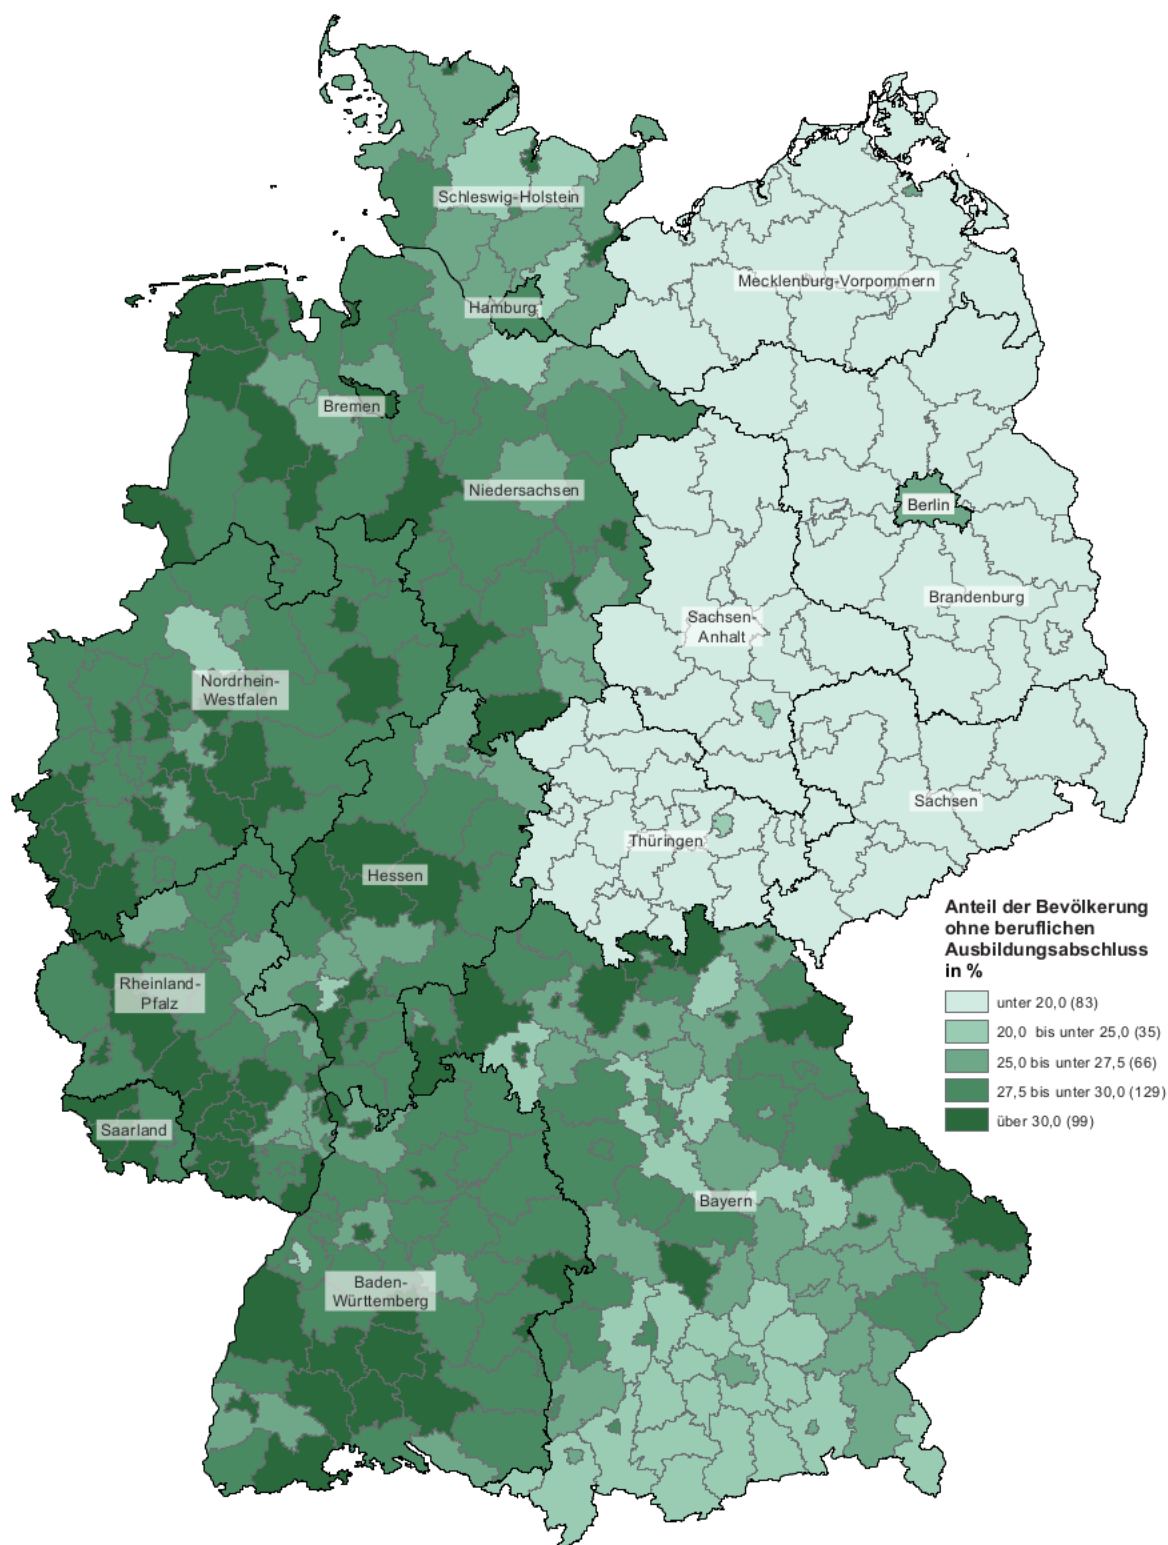 Schleswig-Holstein
Mecklenburg-Vorpommern
Hamburg
Bremen
Niedersachsen
Berlin
Brandenburg
Sachsen-
Anhalt
Nordrhein-
Westfalen
Sachsen
Thüringen
Hessen
Anteil der Bevölkerung
ohne beruflichen
Ausbildungsabschluss
in %
unter 20,0 (83)
20,0 bis unter 25,0 (35)
25,0 bis unter 27,5 (66)
27,5 bis unter 30,0 (129)
über 30,0 (99)
Rheinland-
Pfalz
Saarland
Bayern
Baden-
Württemberg